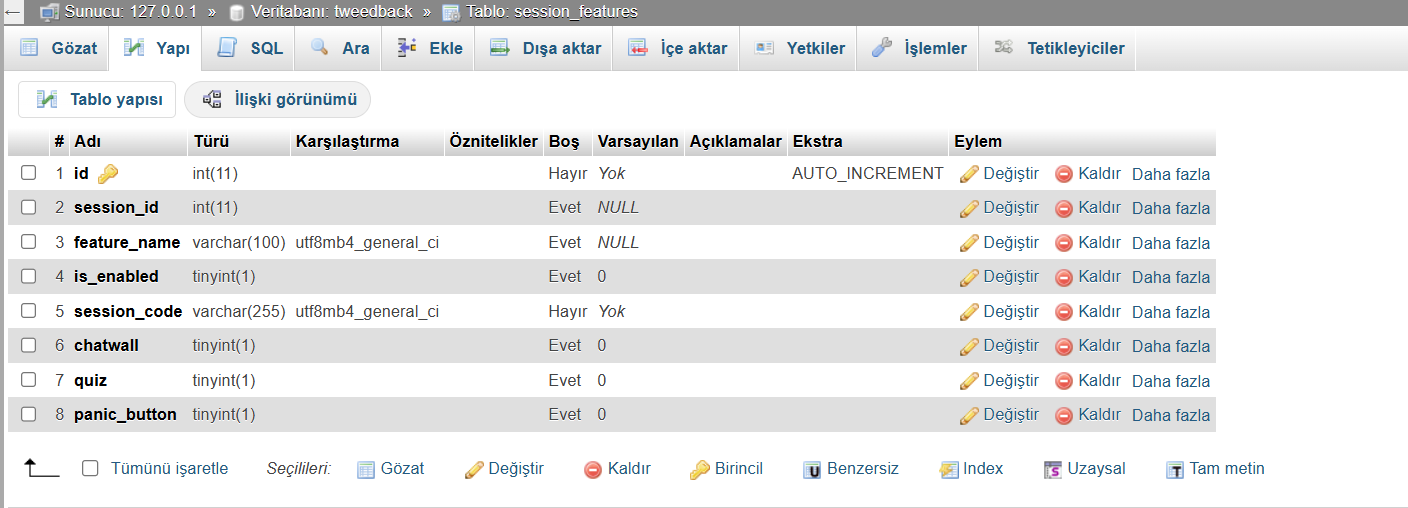 Sunucu: 127.0.0.1 » Veritabanı: tweedback » Tablo: session_features
Gözat Yapı SQL Ara Ekle Dışa aktar İçe aktar Yetkiler İşlemler Tetikleyiciler
Tablo yapısı İlişki görünümü
# Adı Türü Karşılaştırma Öznitelikler Boş Varsayılan Açıklamalar Ekstra Eylem
1 id int(11) Hayır Yok AUTO_INCREMENT Değiştir Kaldır Daha fazla
2 session_id int(11) Evet NULL Değiştir Kaldır Daha fazla
3 feature_name varchar(100) utf8mb4_general_ci Evet NULL Değiştir Kaldır Daha fazla
4 is_enabled tinyint(1) Evet 0 Değiştir Kaldır Daha fazla
5 session_code varchar(255) utf8mb4_general_ci Hayır Yok Değiştir Kaldır Daha fazla
6 chatwall tinyint(1) Evet 0 Değiştir Kaldır Daha fazla
7 quiz tinyint(1) Evet 0 Değiştir Kaldır Daha fazla
8 panic_button tinyint(1) Evet 0 Değiştir Kaldır Daha fazla
Tümünü işaretle Seçilileri: Gözat Değiştir Kaldır Birincil Benzersiz Index Uzaysal Tam metin